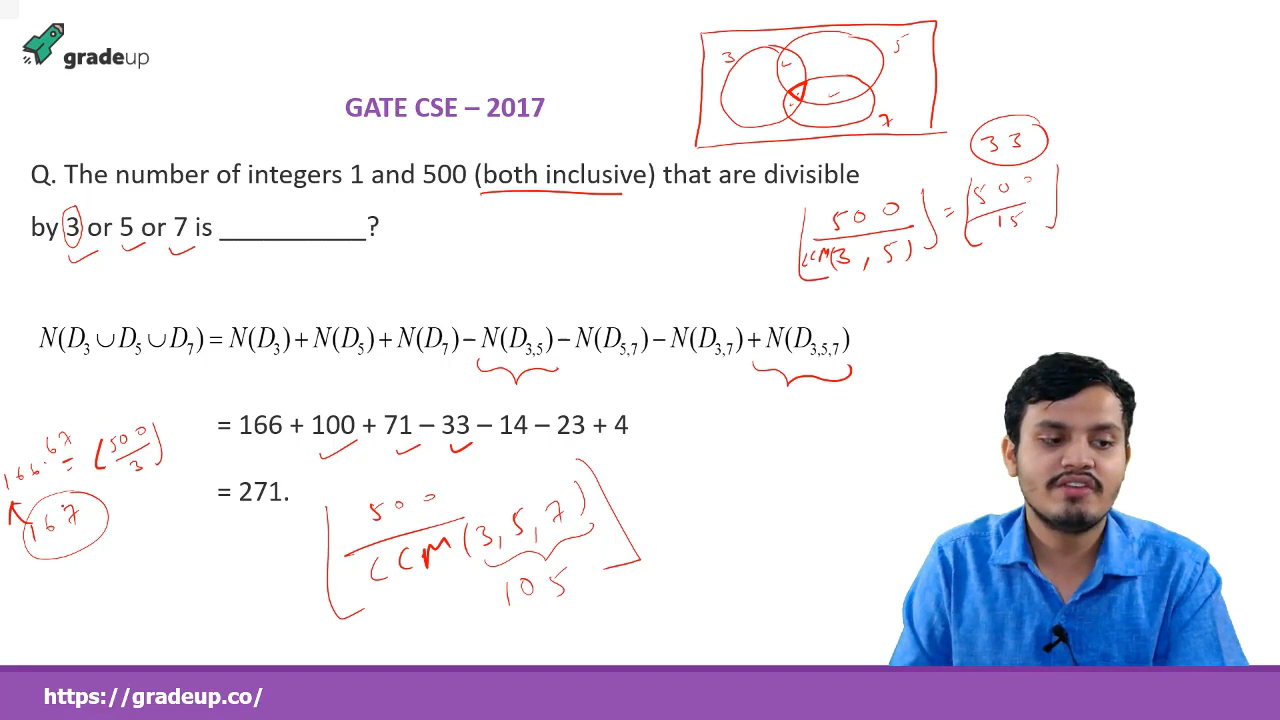 gradeup
GATE CSE – 2017
3
5
7
Q. The number of integers 1 and 500 (both inclusive) that are divisible
by 3 or 5 or 7 is ___________?
33
⌊500/LCM(3, 5)⌋ = ⌊500/15⌋
N(D₃ ∪ D₅ ∪ D₇) = N(D₃) + N(D₅) + N(D₇) − N(D₃,₅) − N(D₅,₇) − N(D₃,₇) + N(D₃,₅,₇)
= 166 + 100 + 71 – 33 – 14 – 23 + 4
166.67 = ⌊500/3⌋
= 271.
167
⌊500/LCM(3, 5, 7)⌋
105
https://gradeup.co/